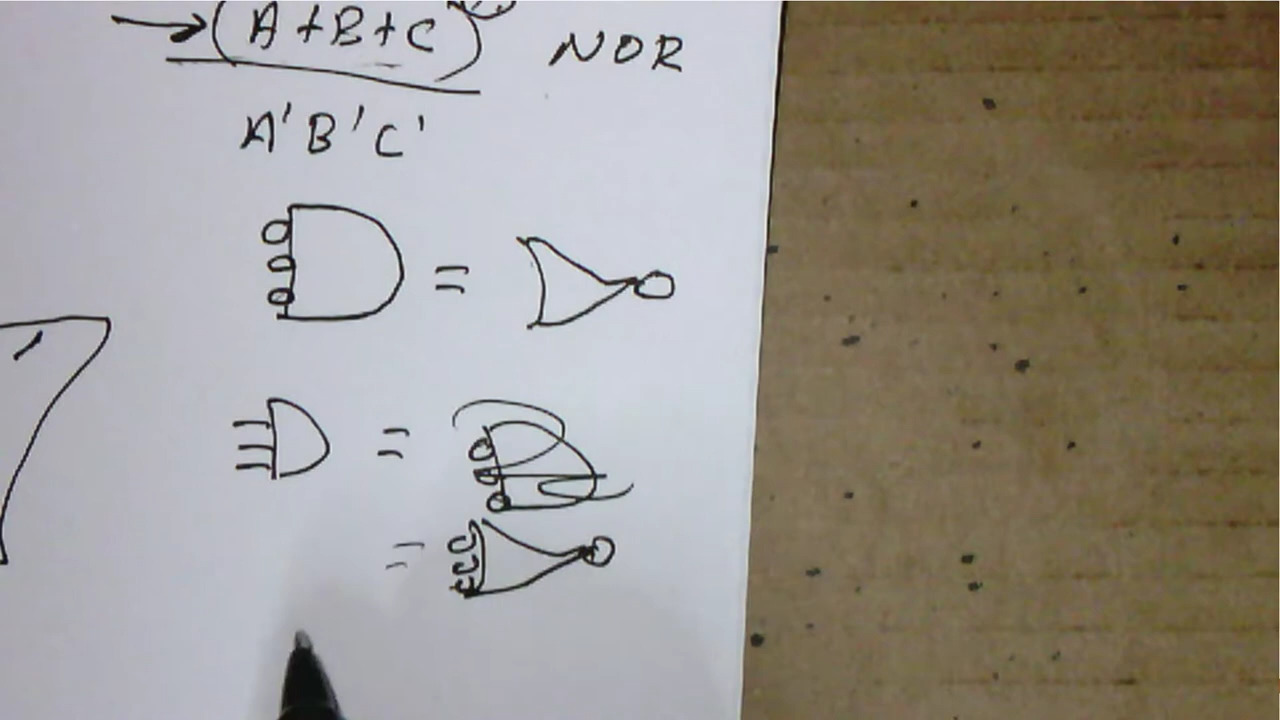 →(A+B+C)' NOR
A'B'C'
=
=
=